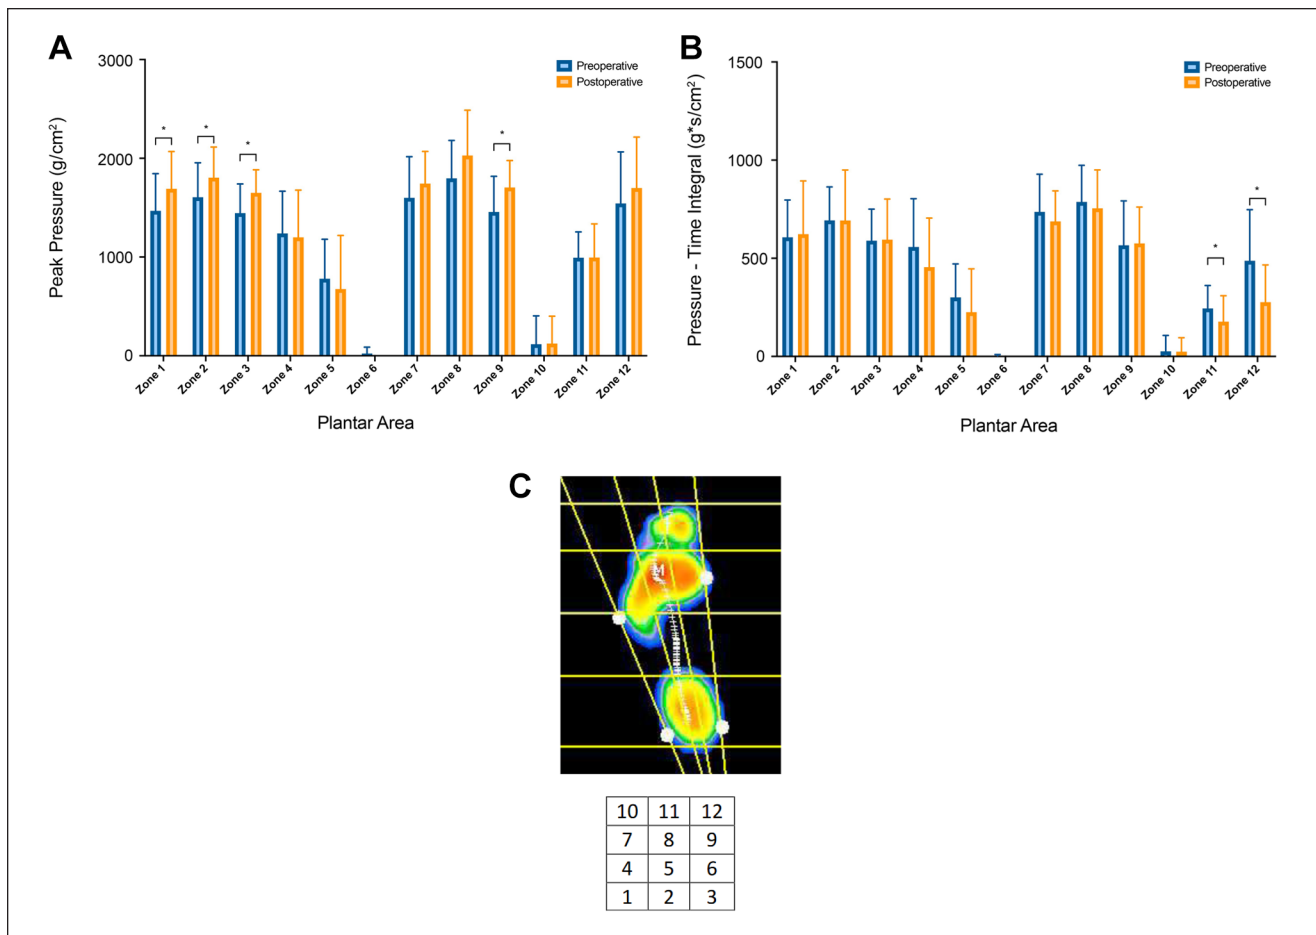 A
Peak Pressure (g/cm²)
3000
2000
1000
0
Preoperative
Postoperative
*
*
*
*
Zone 1
Zone 2
Zone 3
Zone 4
Zone 5
Zone 6
Zone 7
Zone 8
Zone 9
Zone 10
Zone 11
Zone 12
Plantar Area
B
Pressure - Time Integral (g*s/cm²)
1500
1000
500
0
Preoperative
Postoperative
*
*
Zone 1
Zone 2
Zone 3
Zone 4
Zone 5
Zone 6
Zone 7
Zone 8
Zone 9
Zone 10
Zone 11
Zone 12
Plantar Area
C
M
10 11 12
7 8 9
4 5 6
1 2 3